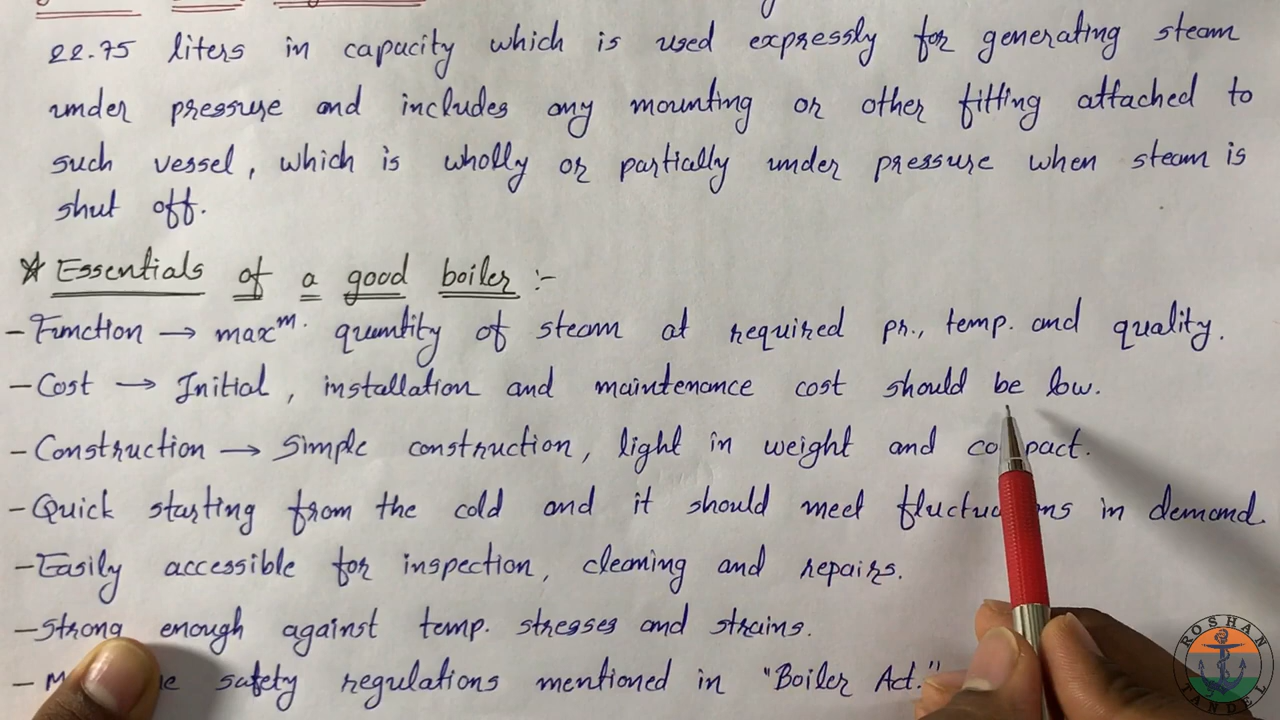 22.75 liters in capacity which is used expressly for generating steam
under pressure and includes any mounting or other fitting attached to
such vessel, which is wholly or partially under pressure when steam is
shut off.
* Essentials of a good boiler :-
- Function → maxᵐ. quantity of steam at required pr., temp. and quality.
- Cost → Initial, installation and maintenance cost should be low.
- Construction → Simple construction, light in weight and compact.
- Quick starting from the cold and it should meet fluctuations in demand.
- Easily accessible for inspection, cleaning and repairs.
- Strong enough against temp. stresses and strains.
- safety regulations mentioned in "Boiler Act."
ROSHAN
TANDEL